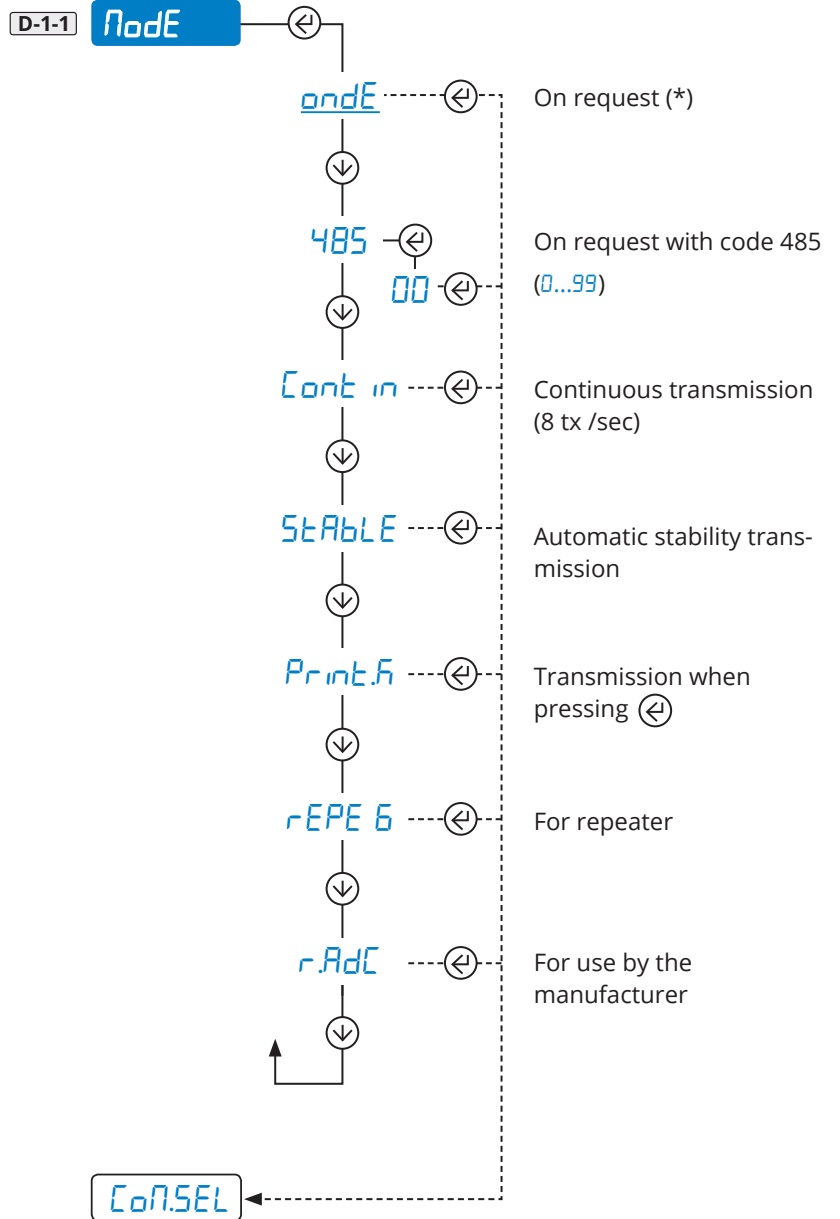 D-1-1 ModE
ondE On request (*)
485 On request with code 485
00 (0...99)
Contin Continuous transmission
(8 tx /sec)
StAbLE Automatic stability trans-
mission
Print.M Transmission when
pressing
rEPE 6 For repeater
r.AdC For use by the
manufacturer
CoM.SEL